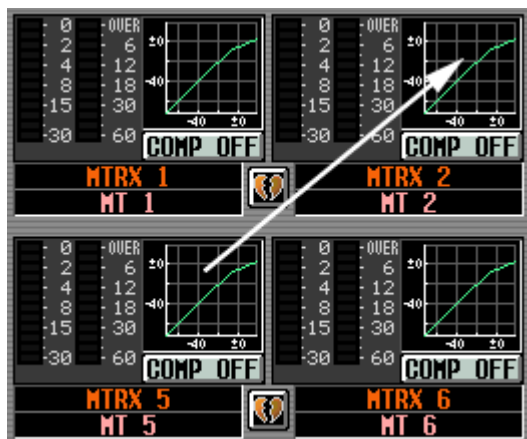 0 OVER ±0
2 6
4 12
8 18 -40
15 30
30 60 -40 ±0
COMP OFF
MTRX 1
MT 1
0 OVER ±0
2 6
4 12
8 18 -40
15 30
30 60 -40 ±0
COMP OFF
MTRX 2
MT 2
0 OVER ±0
2 6
4 12
8 18 -40
15 30
30 60 -40 ±0
COMP OFF
MTRX 5
MT 5
0 OVER ±0
2 6
4 12
8 18 -40
15 30
30 60 -40 ±0
COMP OFF
MTRX 6
MT 6